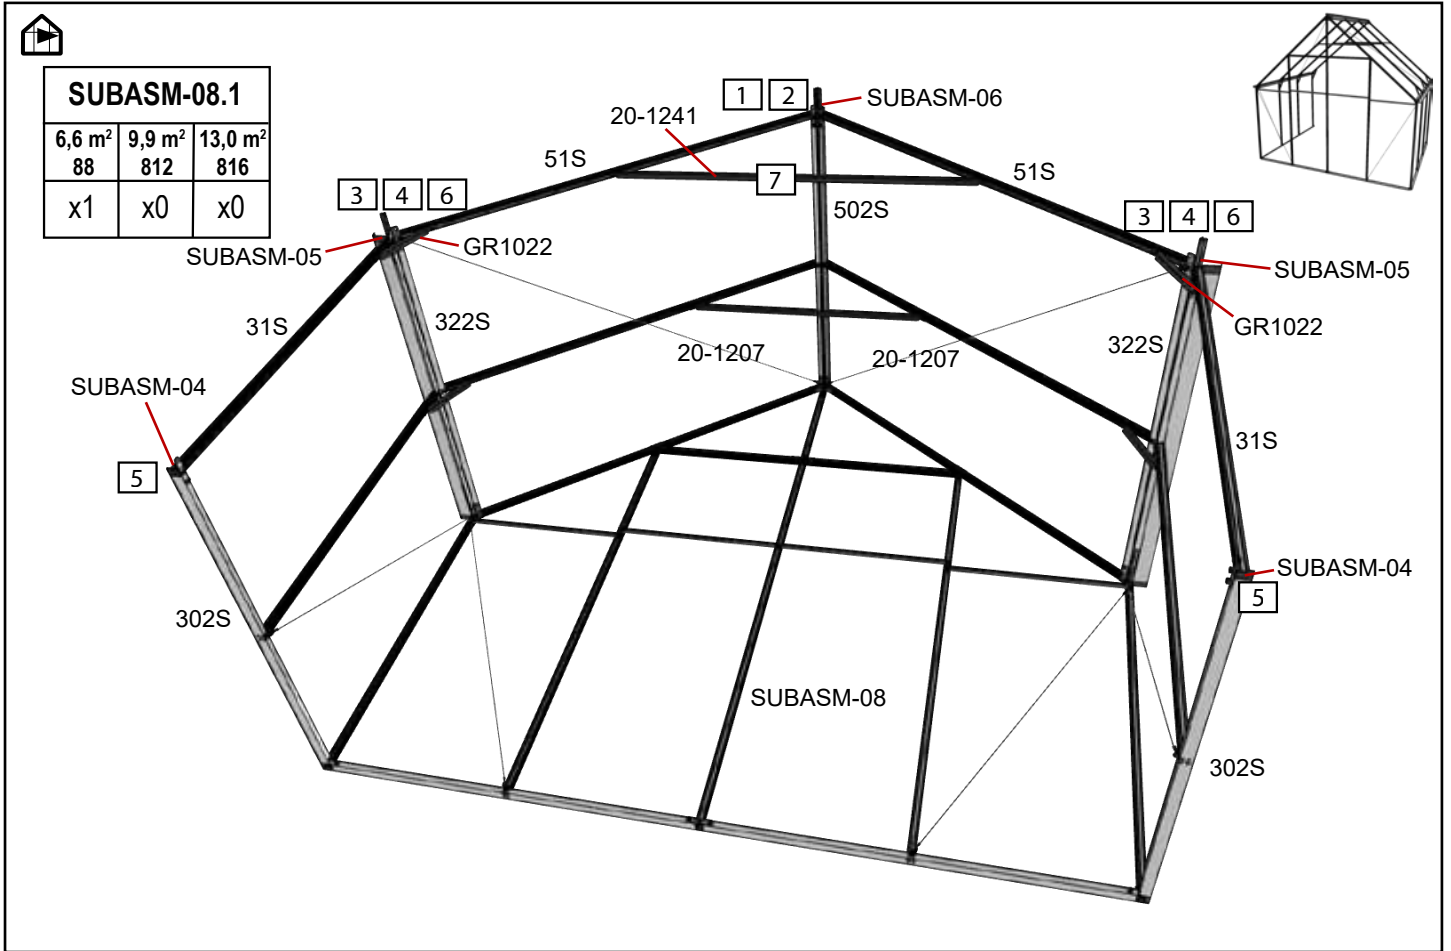 SUBASM-08.1
6,6 m² 9,9 m² 13,0 m²
88 812 816
x1 x0 x0
1 2
SUBASM-06
20-1241
51S
51S
7
3 4 6
502S
3 4 6
GR1022
SUBASM-05
SUBASM-05
31S
322S
GR1022
322S
20-1207
20-1207
SUBASM-04
31S
5
SUBASM-04
5
302S
SUBASM-08
302S